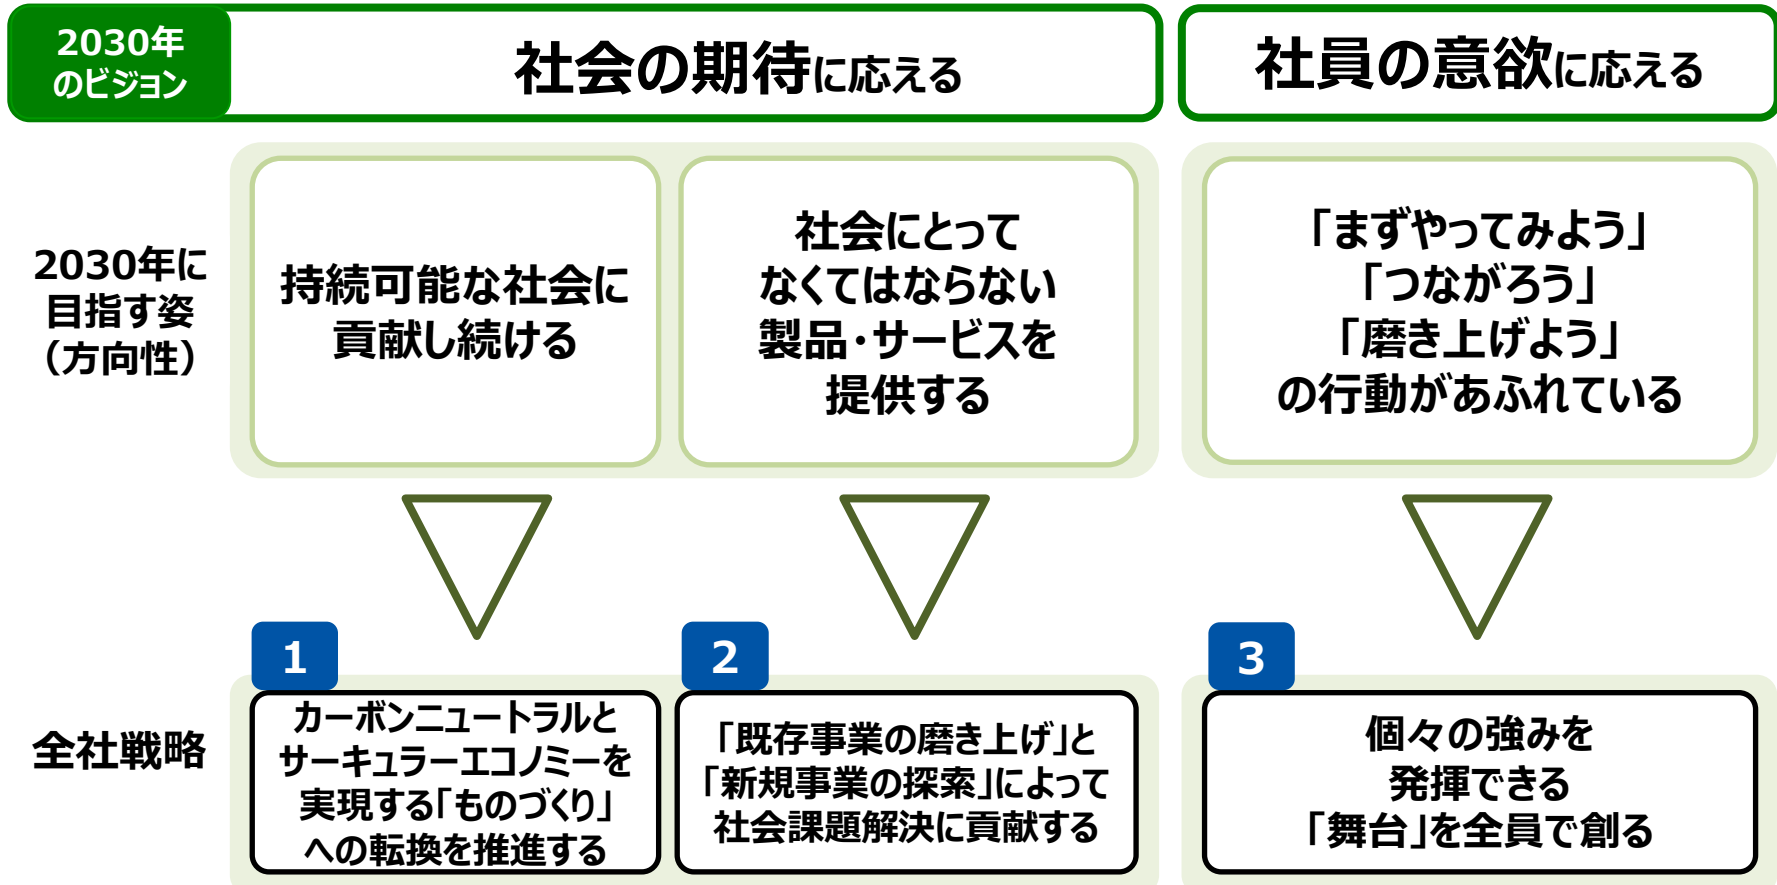 2030年
のビジョン
社会の期待に応える
社員の意欲に応える
2030年に
目指す姿
（方向性）
持続可能な社会に
貢献し続ける
社会にとって
なくてはならない
製品・サービスを
提供する
「まずやってみよう」
「つながろう」
「磨き上げよう」
の行動があふれている
全社戦略
1
カーボンニュートラルと
サーキュラーエコノミーを
実現する「ものづくり」
への転換を推進する
2
「既存事業の磨き上げ」と
「新規事業の探索」によって
社会課題解決に貢献する
3
個々の強みを
発揮できる
「舞台」を全員で創る